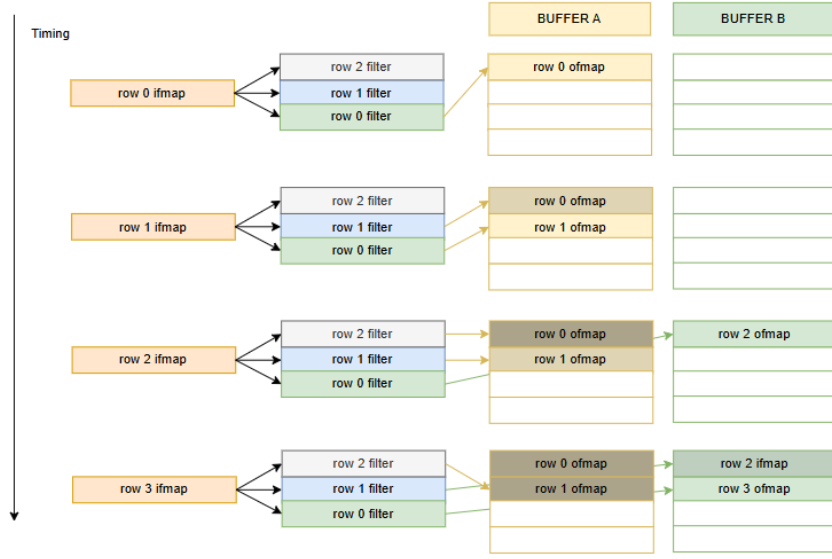 BUFFER A
BUFFER B
Timing
row 2 filter
row 0 ofmap
row 0 ifmap
row 1 filter
row 0 filter
row 2 filter
row 0 ofmap
row 1 ifmap
row 1 filter
row 1 ofmap
row 0 filter
row 2 filter
row 0 ofmap
row 2 ofmap
row 2 ifmap
row 1 filter
row 1 ofmap
row 0 filter
row 2 filter
row 0 ofmap
row 2 ifmap
row 3 ifmap
row 1 filter
row 1 ofmap
row 3 ofmap
row 0 filter